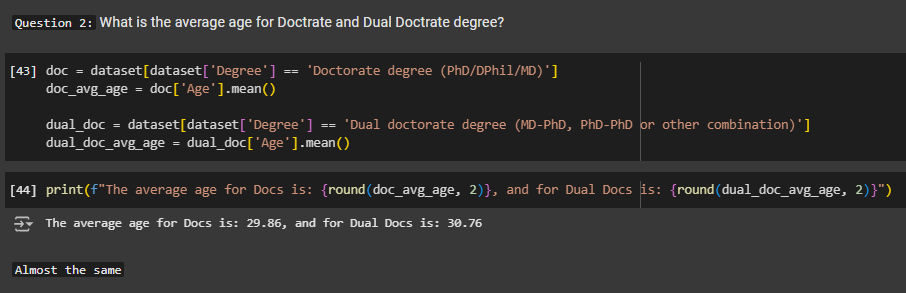 Question 2: What is the average age for Doctrate and Dual Doctrate degree?
[43] doc = dataset[dataset['Degree'] == 'Doctorate degree (PhD/DPhil/MD)']
doc_avg_age = doc['Age'].mean()
dual_doc = dataset[dataset['Degree'] == 'Dual doctorate degree (MD-PhD, PhD-PhD or other combination)']
dual_doc_avg_age = dual_doc['Age'].mean()
[44] print(f"The average age for Docs is: {round(doc_avg_age, 2)}, and for Dual Docs is: {round(dual_doc_avg_age, 2)}")
The average age for Docs is: 29.86, and for Dual Docs is: 30.76
Almost the same